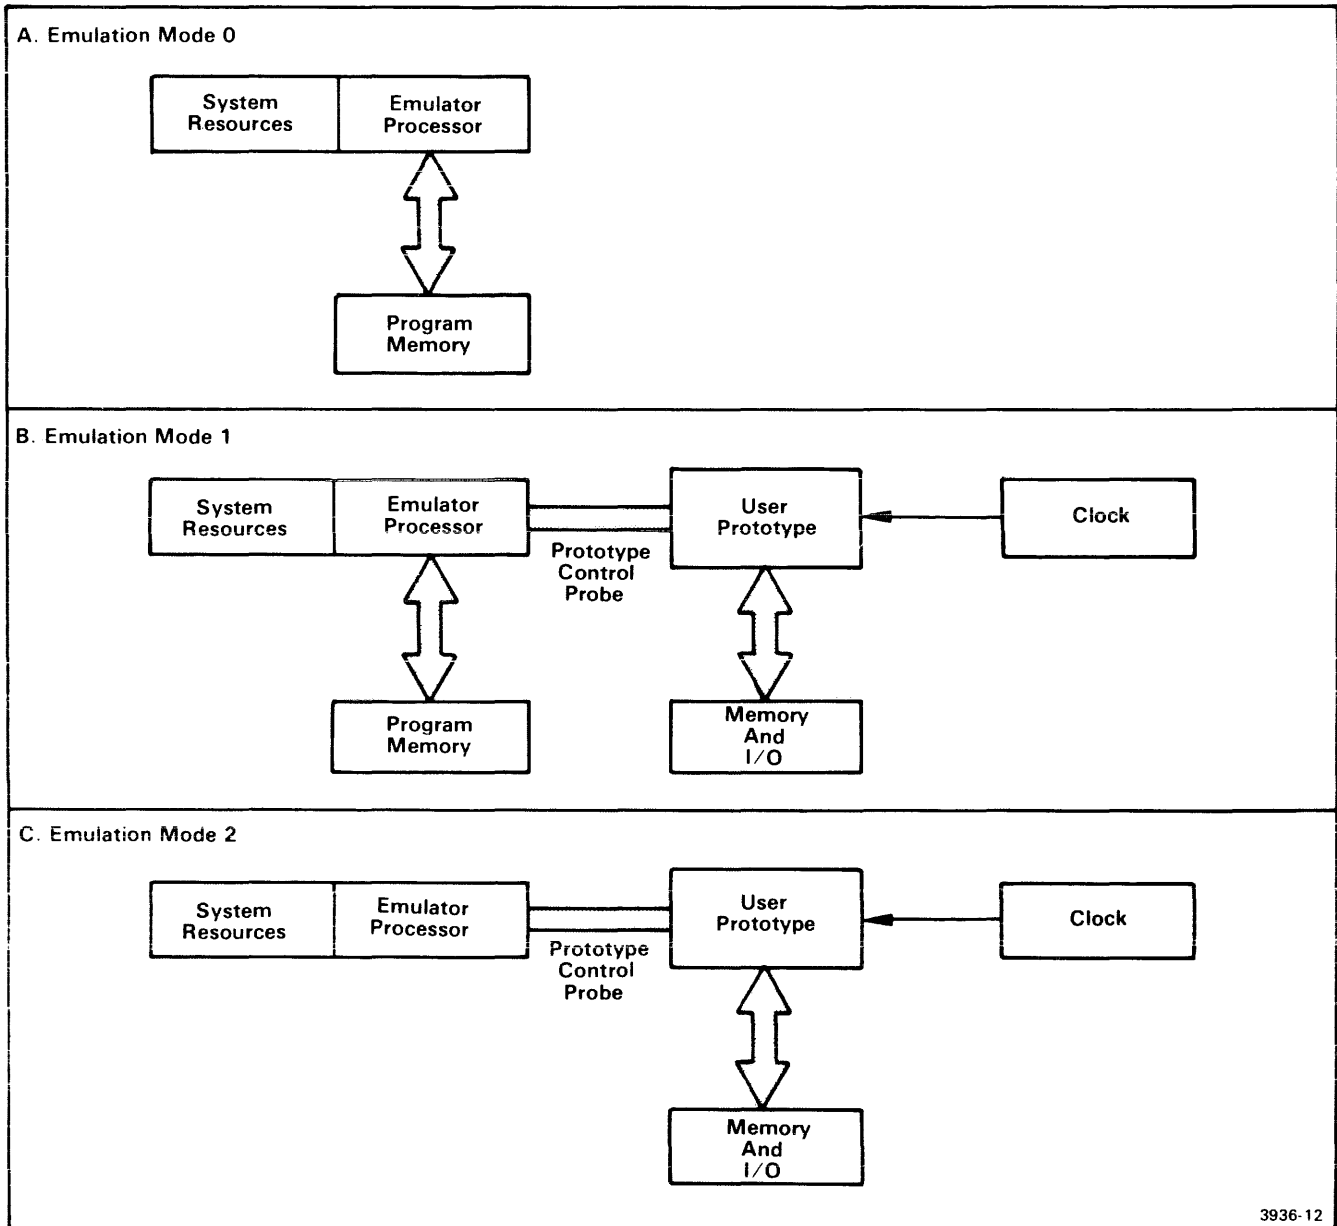 A. Emulation Mode 0
System
Resources
Emulator
Processor
Program
Memory
B. Emulation Mode 1
System
Resources
Emulator
Processor
Prototype
Control
Probe
User
Prototype
Clock
Program
Memory
Memory
And
I/O
C. Emulation Mode 2
System
Resources
Emulator
Processor
Prototype
Control
Probe
User
Prototype
Clock
Memory
And
I/O
3936-12